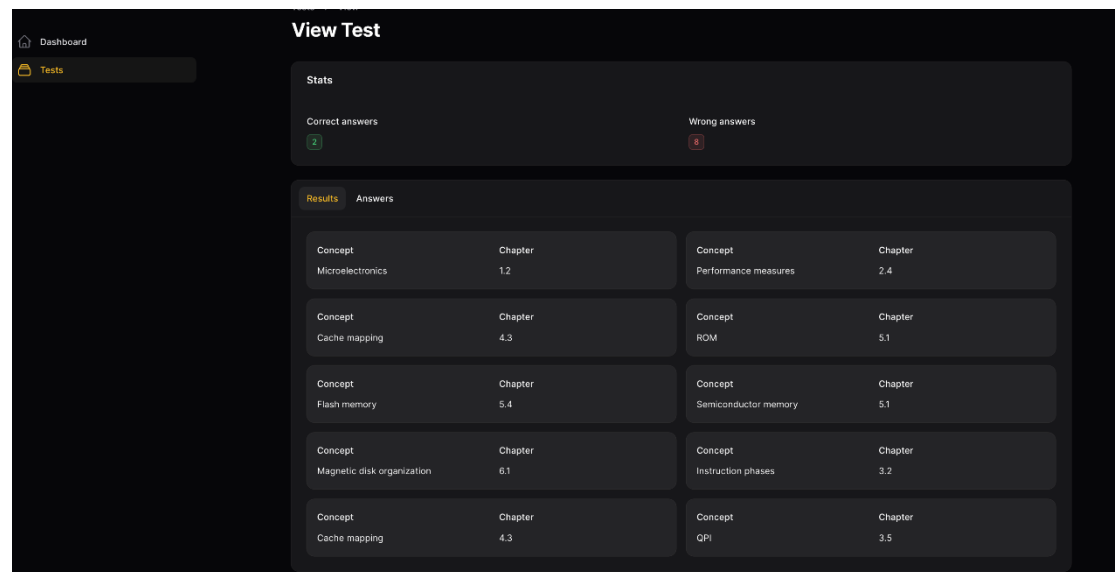 View Test
Dashboard
Tests
Stats
Correct answers Wrong answers
2 8
Results Answers
Concept Chapter Concept Chapter
Microelectronics 1.2 Performance measures 2.4
Concept Chapter Concept Chapter
Cache mapping 4.3 ROM 5.1
Concept Chapter Concept Chapter
Flash memory 5.4 Semiconductor memory 5.1
Concept Chapter Concept Chapter
Magnetic disk organization 6.1 Instruction phases 3.2
Concept Chapter Concept Chapter
Cache mapping 4.3 QPI 3.5